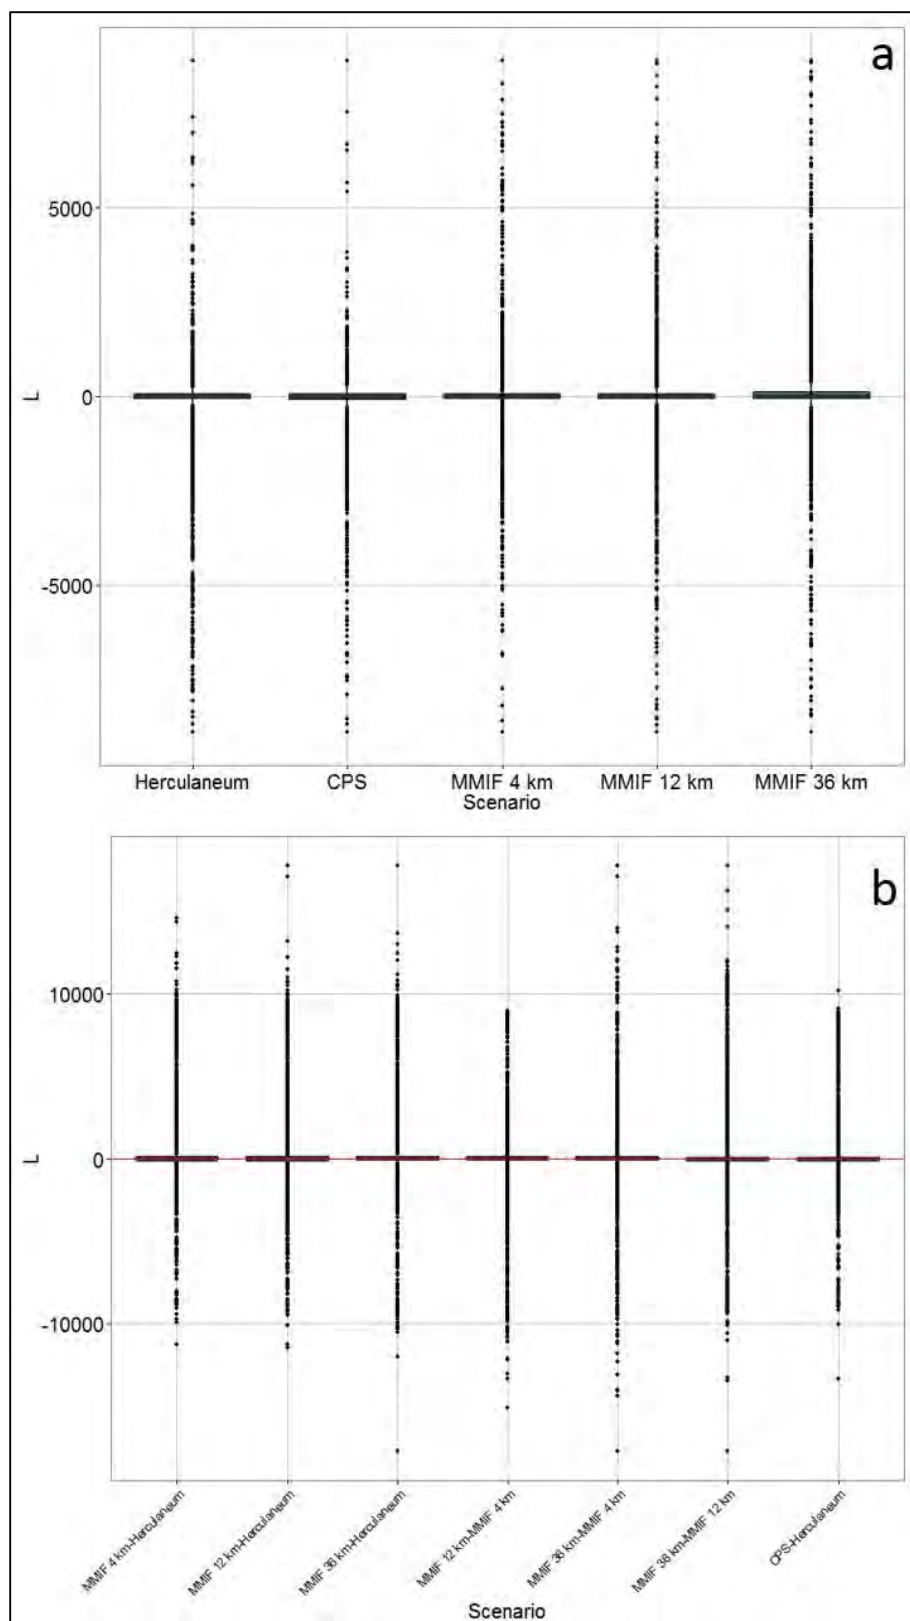 a
5000
0
-5000
L
Herculaneum CPS MMIF 4 km MMIF 12 km MMIF 36 km
Scenario
b
10000
0
-10000
L
MMIF 4 km-Herculaneum
MMIF 12 km-Herculaneum
MMIF 36 km-Herculaneum
MMIF 12 km-MMIF 4 km
MMIF 36 km-MMIF 4 km
MMIF 36 km-MMIF 12 km
CPS-Herculaneum
Scenario